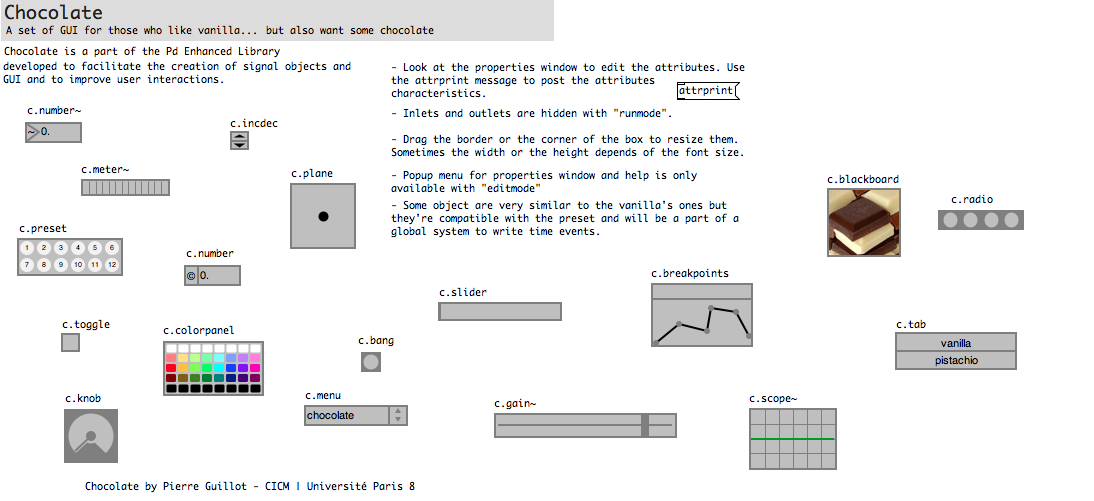 Chocolate
A set of GUI for those who like vanilla... but also want some chocolate
Chocolate is a part of the Pd Enhanced Library
developed to facilitate the creation of signal objects and
GUI and to improve user interactions.
- Look at the properties window to edit the attributes. Use
the attrprint message to post the attributes
characteristics.
attrprint
- Inlets and outlets are hidden with "runmode".
- Drag the border or the corner of the box to resize them.
Sometimes the width or the height depends of the font size.
- Popup menu for properties window and help is only
available with "editmode"
- Some object are very similar to the vanilla's ones but
they're compatible with the preset and will be a part of a
global system to write time events.
c.number~
~ 0.
c.incdec
c.meter~
c.plane
c.blackboard
c.radio
c.preset
1 2 3 4 5 6
7 8 9 10 11 12
c.number
© 0.
c.breakpoints
c.slider
c.toggle
c.colorpanel
c.bang
c.tab
vanilla
pistachio
c.knob
c.menu
chocolate
c.gain~
c.scope~
Chocolate by Pierre Guillot - CICM | Université Paris 8